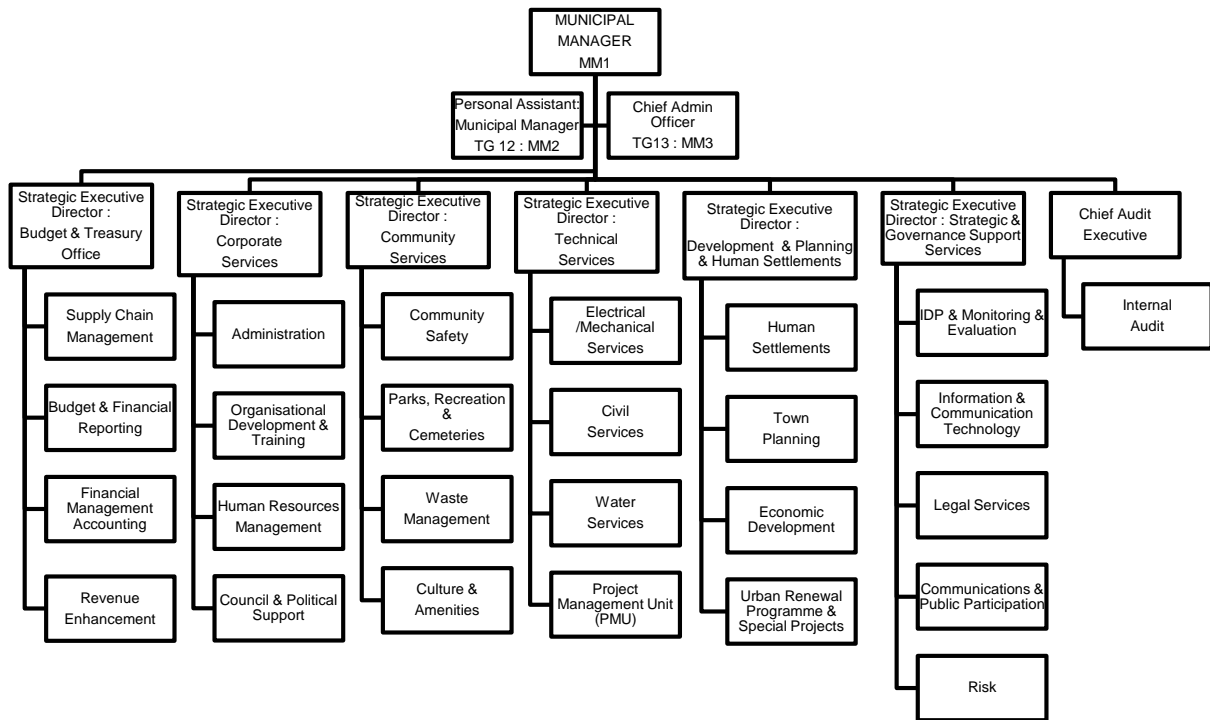 MUNICIPAL
MANAGER
MM1
Personal Assistant:
Municipal Manager
TG 12 : MM2
Chief Admin
Officer
TG13 : MM3
Strategic Executive
Director :
Budget & Treasury
Office
Supply Chain
Management
Budget & Financial
Reporting
Financial
Management
Accounting
Revenue
Enhancement
Strategic Executive
Director :
Corporate
Services
Administration
Organisational
Development &
Training
Human Resources
Management
Council & Political
Support
Strategic Executive
Director :
Community
Services
Community
Safety
Parks, Recreation
&
Cemeteries
Waste
Management
Culture &
Amenities
Strategic Executive
Director :
Technical
Services
Electrical
/Mechanical
Services
Civil
Services
Water
Services
Project
Management Unit
(PMU)
Strategic Executive
Director :
Development & Planning
& Human Settlements
Human
Settlements
Town
Planning
Economic
Development
Urban Renewal
Programme &
Special Projects
Strategic Executive
Director : Strategic &
Governance Support
Services
IDP & Monitoring &
Evaluation
Information &
Communication
Technology
Legal Services
Communications &
Public Participation
Risk
Chief Audit
Executive
Internal
Audit